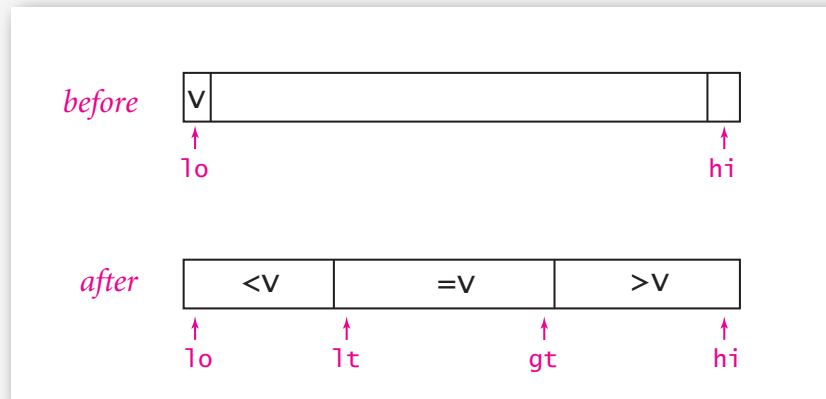 before v
lo hi
after <v =v >v
lo lt gt hi